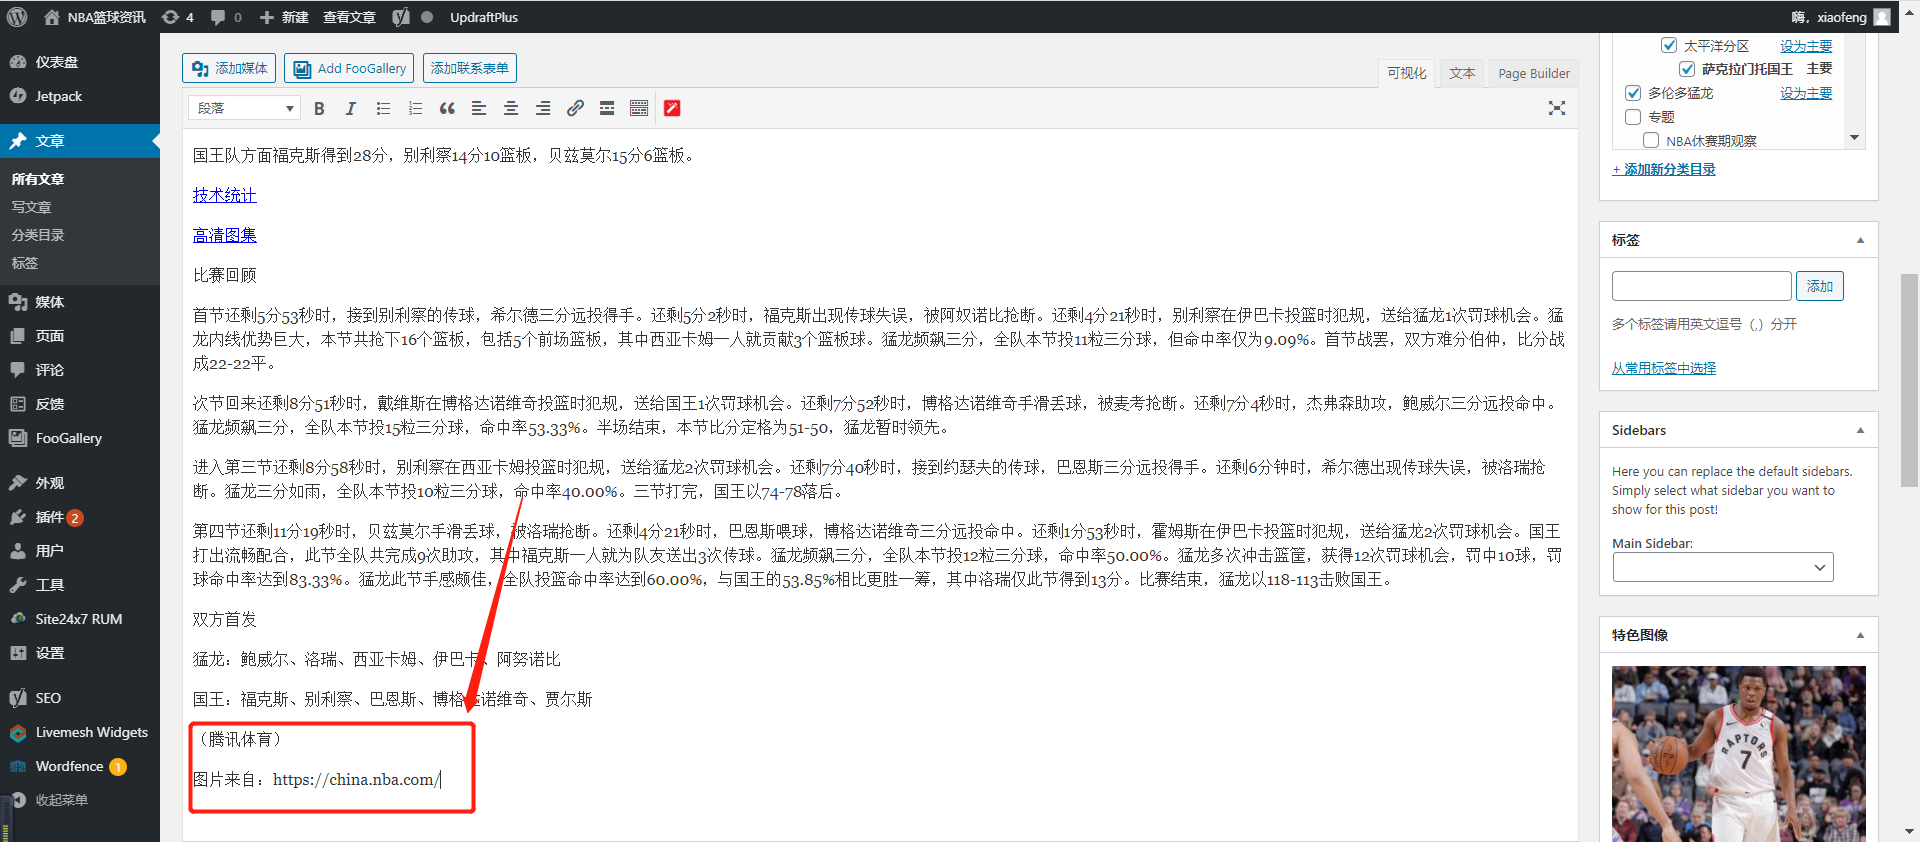 NBA篮球资讯
4
0
新建
查看文章
UpdraftPlus
嗨，xiaofeng
仪表盘
Jetpack
文章
所有文章
写文章
分类目录
标签
媒体
页面
评论
反馈
FooGallery
外观
插件 2
用户
工具
Site24x7 RUM
设置
SEO
Livemesh Widgets
Wordfence 1
收起菜单
添加媒体
Add FooGallery
添加联系表单
可视化
文本
Page Builder
段落
B I
国王队方面福克斯得到28分，别利察14分10篮板，贝兹莫尔15分6篮板。
技术统计
高清图集
比赛回顾
首节还剩5分53秒时，接到别利察的传球，希尔德三分远投得手。还剩5分2秒时，福克斯出现传球失误，被阿奴诺比抢断。还剩4分21秒时，别利察在伊巴卡投篮时犯规，送给猛龙1次罚球机会。猛
龙内线优势巨大，本节共抢下16个篮板，包括5个前场篮板，其中西亚卡姆一人就贡献3个篮板球。猛龙频飙三分，全队本节投11粒三分球，但命中率仅为9.09%。首节战罢，双方难分伯仲，比分战
成22-22平。
次节回来还剩8分51秒时，戴维斯在博格达诺维奇投篮时犯规，送给国王1次罚球机会。还剩7分52秒时，博格达诺维奇手滑丢球，被麦考抢断。还剩7分4秒时，杰弗森助攻，鲍威尔三分远投命中。
猛龙频飙三分，全队本节投15粒三分球，命中率53.33%。半场结束，本节比分定格为51-50，猛龙暂时领先。
进入第三节还剩8分58秒时，别利察在西亚卡姆投篮时犯规，送给猛龙2次罚球机会。还剩7分40秒时，接到约瑟夫的传球，巴恩斯三分远投得手。还剩6分钟时，希尔德出现传球失误，被洛瑞抢
断。猛龙三分如雨，全队本节投10粒三分球，命中率40.00%。三节打完，国王以74-78落后。
第四节还剩11分19秒时，贝兹莫尔手滑丢球，被洛瑞抢断。还剩4分21秒时，巴恩斯喂球，博格达诺维奇三分远投命中。还剩1分53秒时，霍姆斯在伊巴卡投篮时犯规，送给猛龙2次罚球机会。国王
打出流畅配合，此节全队共完成9次助攻，其中福克斯一人就为队友送出3次传球。猛龙频飙三分，全队本节投12粒三分球，命中率50.00%。猛龙多次冲击篮筐，获得12次罚球机会，罚中10球，罚
球命中率达到83.33%。猛龙此节手感颇佳，全队投篮命中率达到60.00%，与国王的53.85%相比更胜一筹，其中洛瑞仅此节得到13分。比赛结束，猛龙以118-113击败国王。
双方首发
猛龙：鲍威尔、洛瑞、西亚卡姆、伊巴卡、阿努诺比
国王：福克斯、别利察、巴恩斯、博格达诺维奇、贾尔斯
（腾讯体育）
图片来自：https://china.nba.com/
太平洋分区 设为主要
萨克拉门托国王 主要
多伦多猛龙 设为主要
专题
NBA休赛期观察
+ 添加新分类目录
标签
添加
多个标签请用英文逗号（,）分开
从常用标签中选择
Sidebars
Here you can replace the default sidebars.
Simply select what sidebar you want to
show for this post!
Main Sidebar:
特色图像
RAPTORS
7